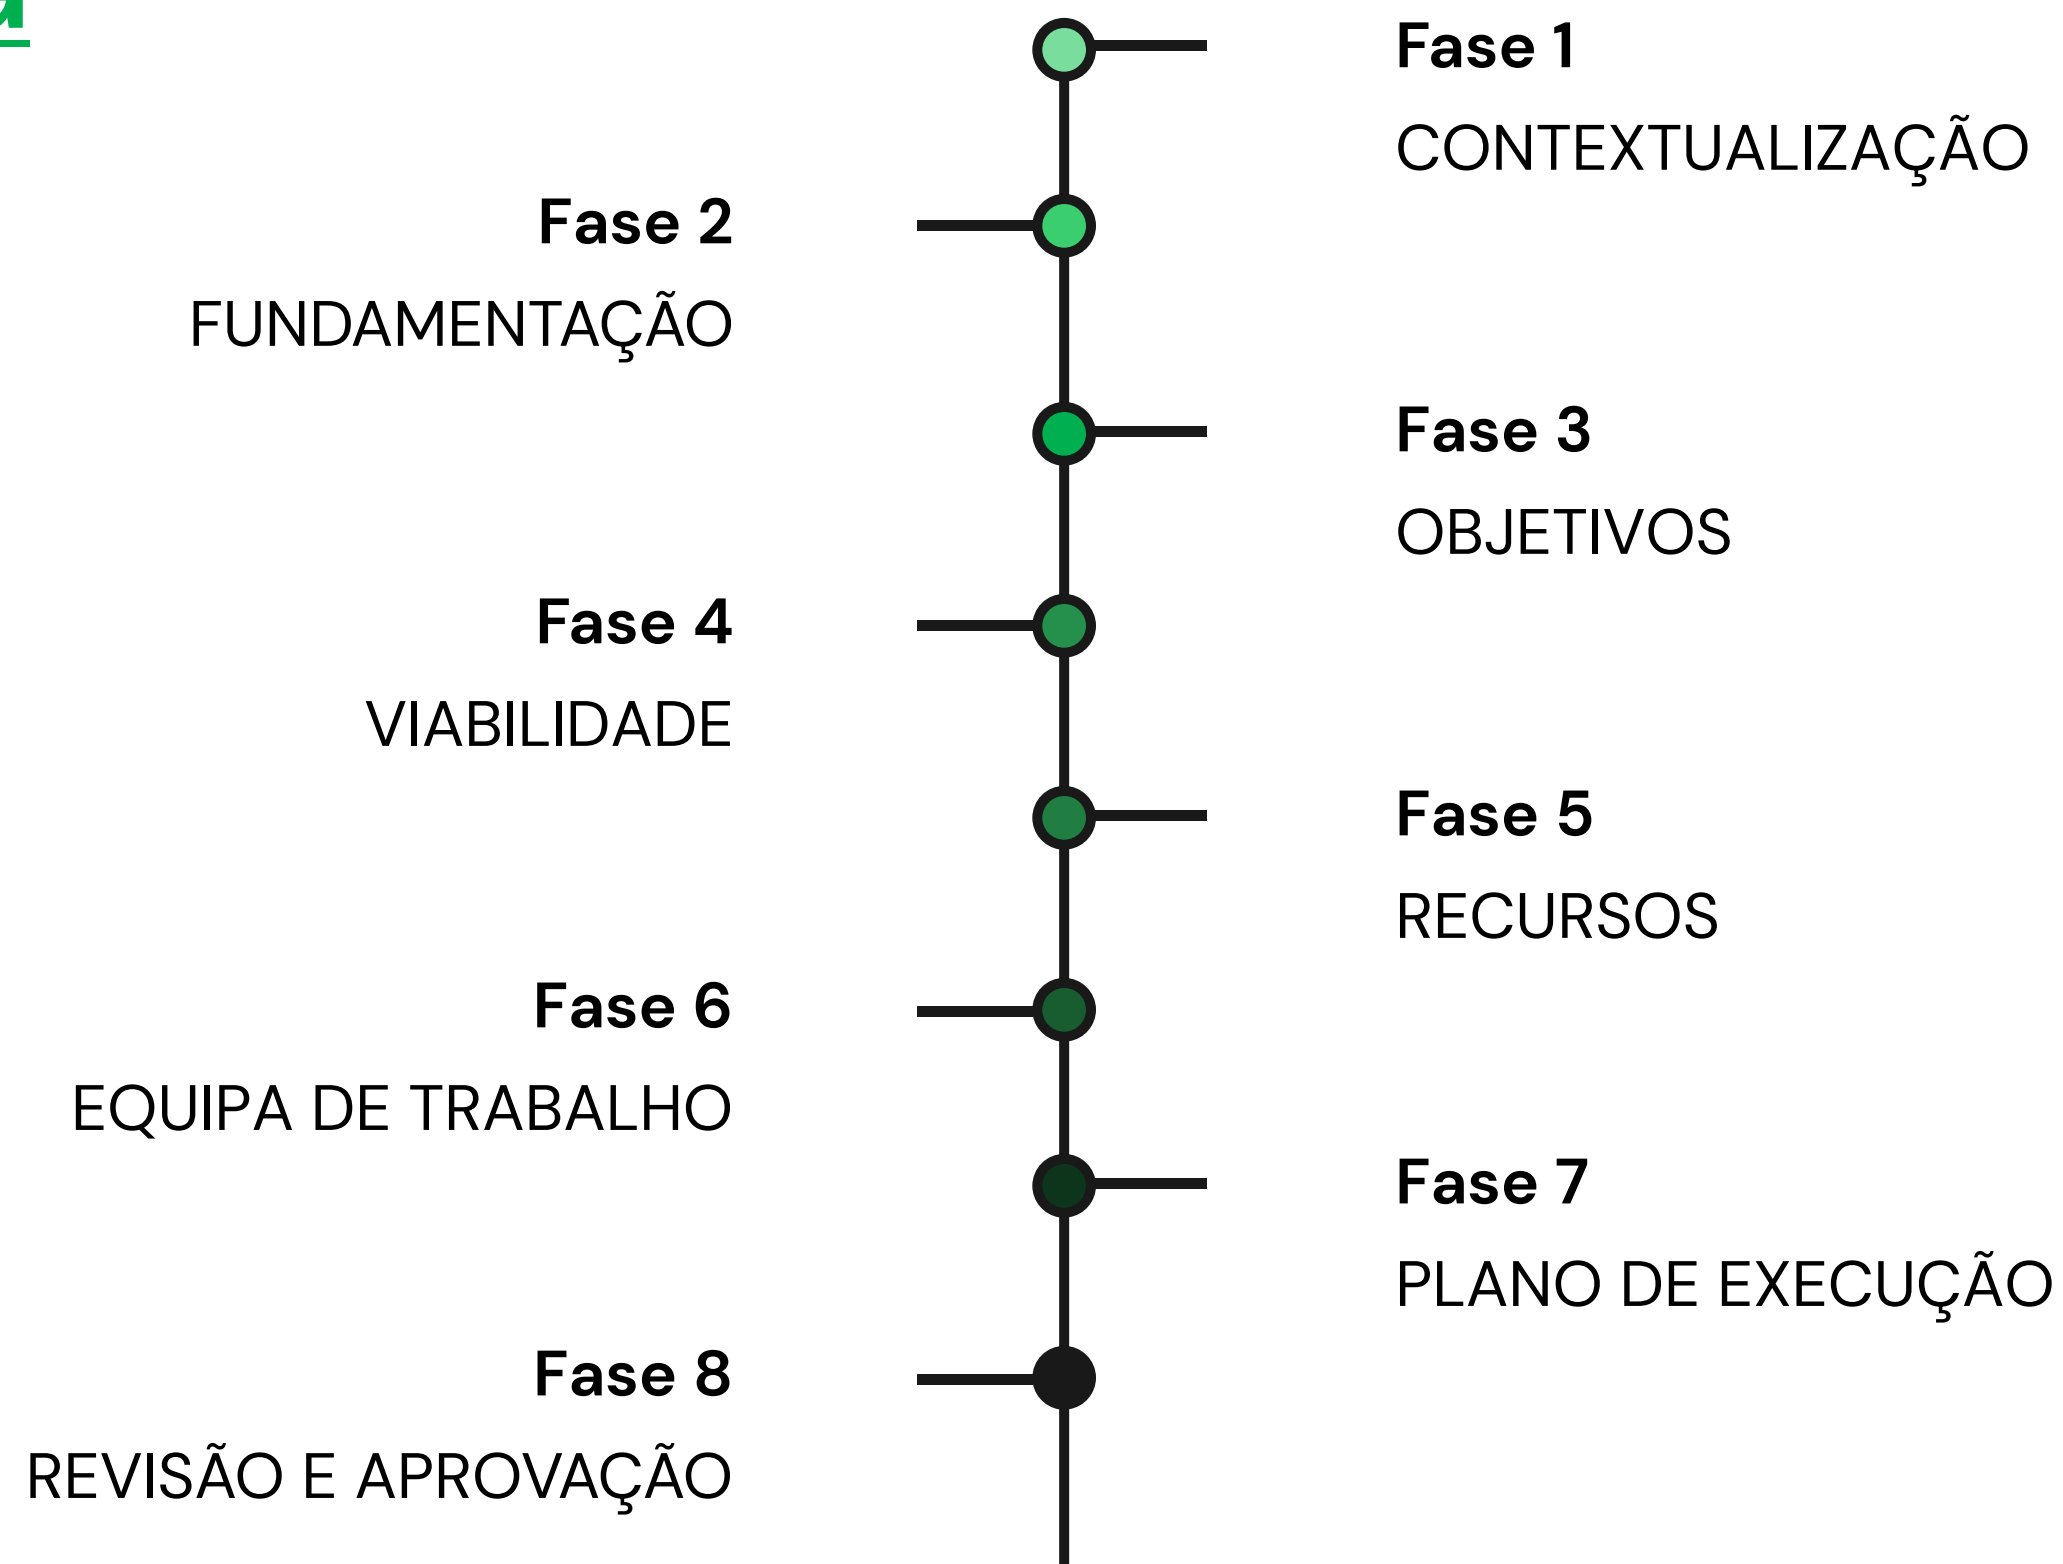 Fase 1
CONTEXTUALIZAÇÃO
Fase 2
FUNDAMENTAÇÃO
Fase 3
OBJETIVOS
Fase 4
VIABILIDADE
Fase 5
RECURSOS
Fase 6
EQUIPA DE TRABALHO
Fase 7
PLANO DE EXECUÇÃO
Fase 8
REVISÃO E APROVAÇÃO